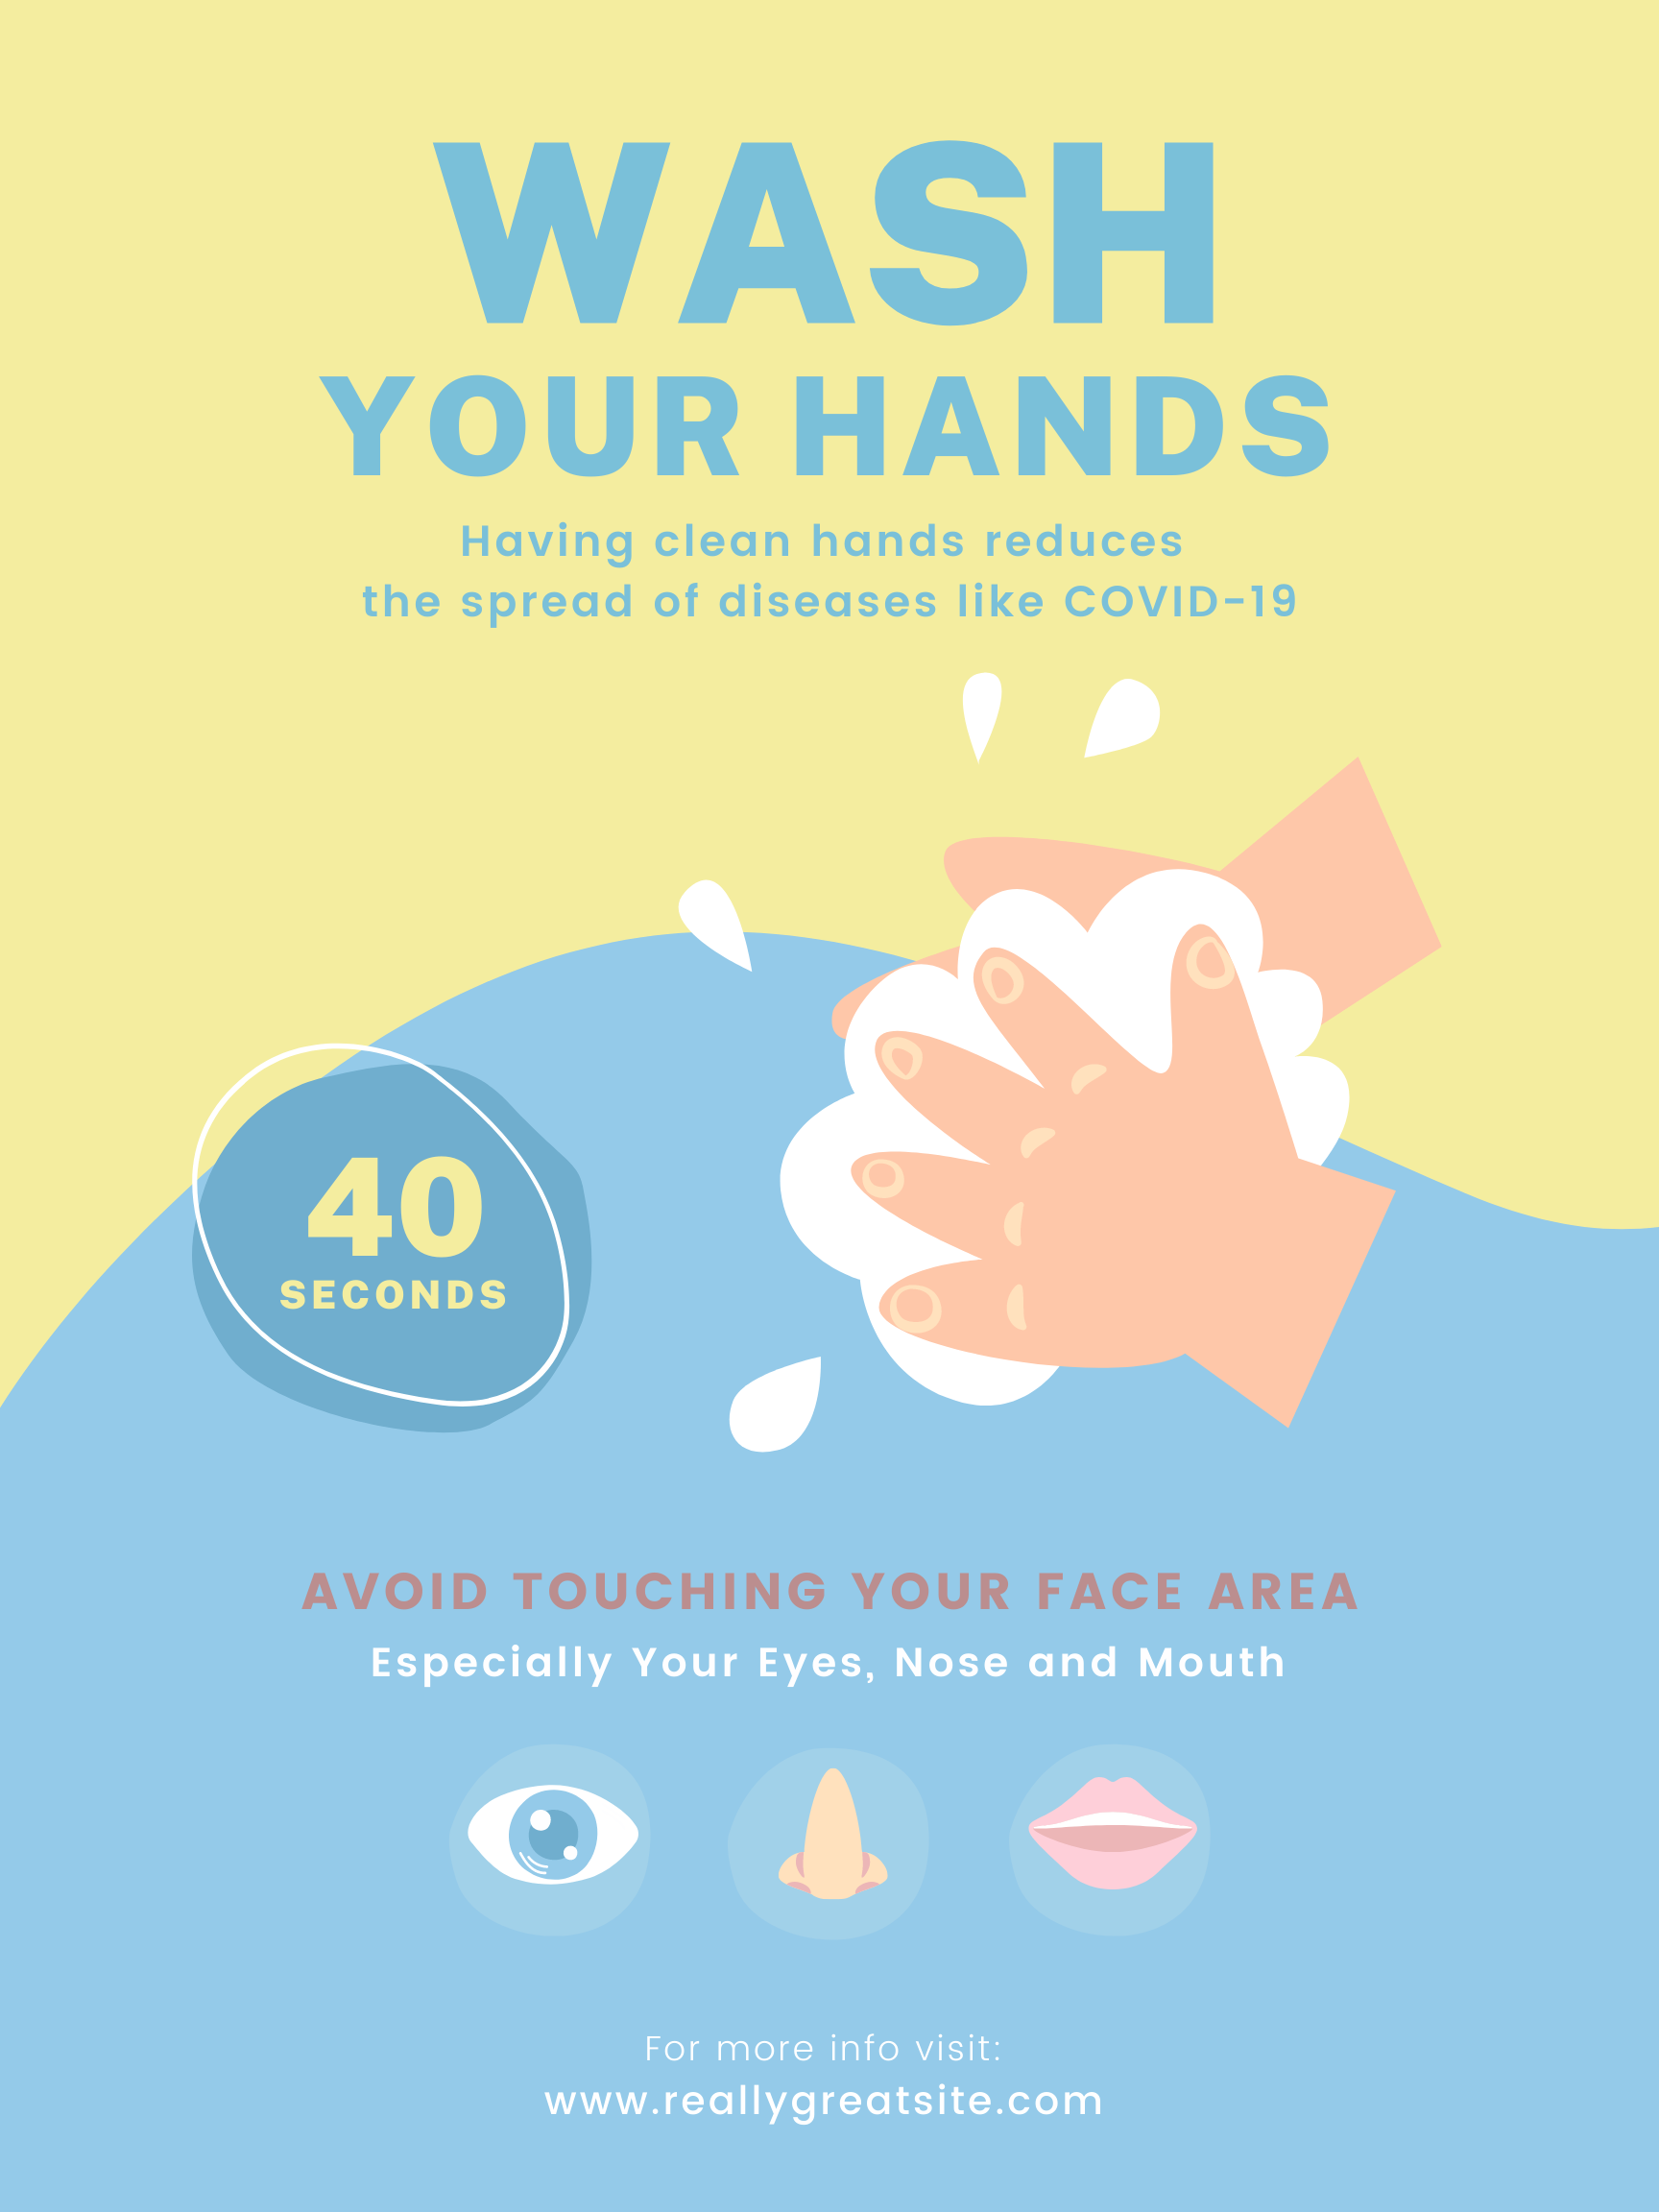 WASH
YOUR HANDS
Having clean hands reduces
the spread of diseases like COVID-19
40
SECONDS
AVOID TOUCHING YOUR FACE AREA
Especially Your Eyes, Nose and Mouth
For more info visit:
www.reallygreatsite.com